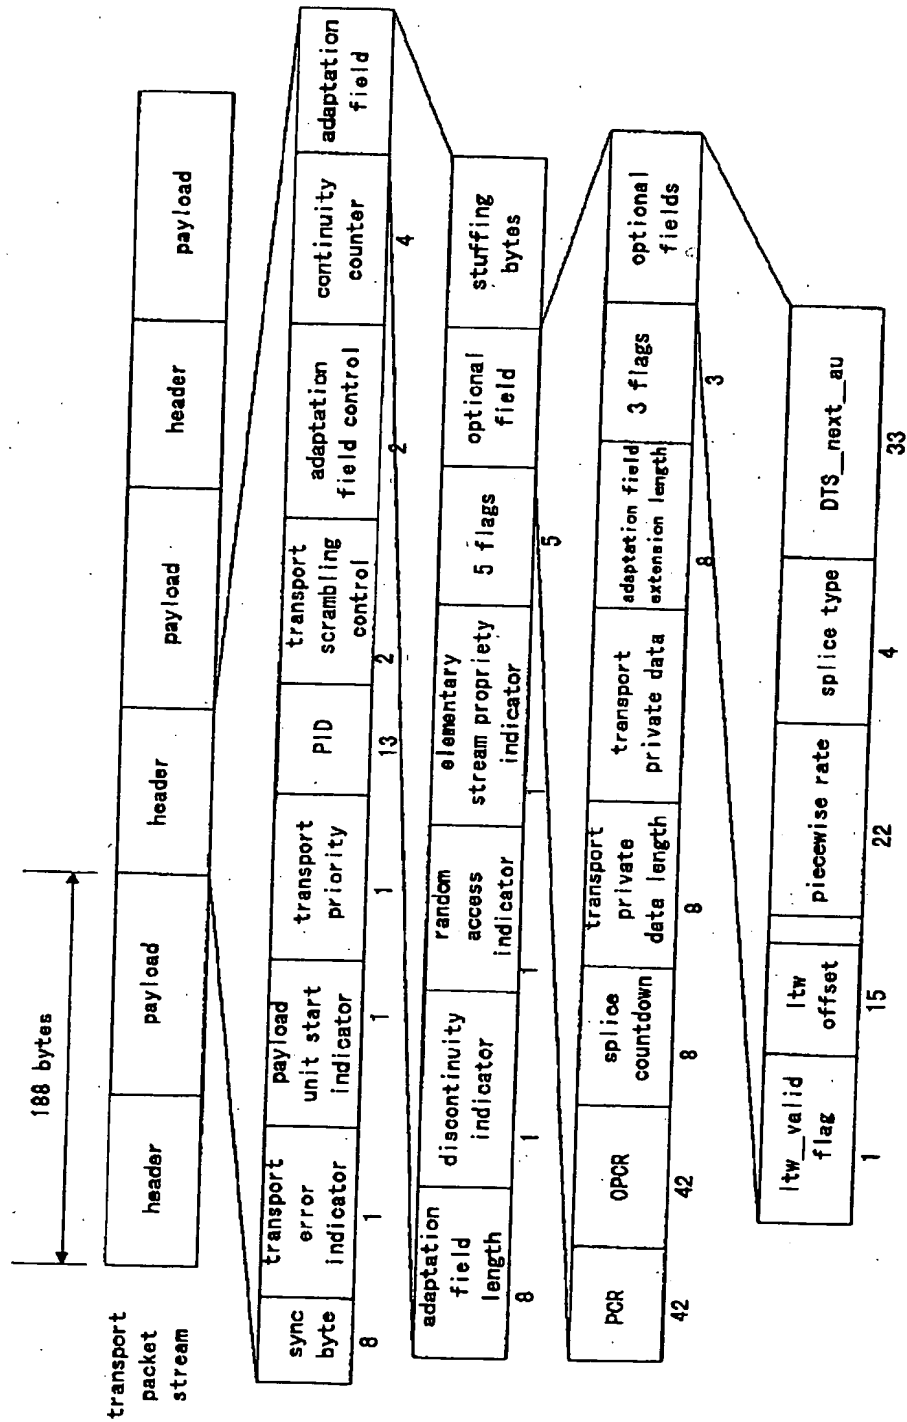 188 bytes
transport
packet
stream
header
payload
header
payload
header
payload
sync
byte
8
transport
error
indicator
1
payload
unit start
indicator
1
transport
priority
1
PID
13
transport
scrambling
control
2
adaptation
field control
2
continuity
counter
4
adaptation
field
adaptation
field
length
8
discontinuity
indicator
1
random
access
indicator
1
elementary
stream propriety
indicator
1
5 flags
5
optional
field
stuffing
bytes
PCR
42
OPCR
42
splice
countdown
8
transport
private
data length
8
transport
private data
adaptation field
extension length
8
3 flags
3
optional
fields
ltw_valid
flag
1
ltw
offset
15
piecewise rate
22
splice type
4
DTS_next_au
33